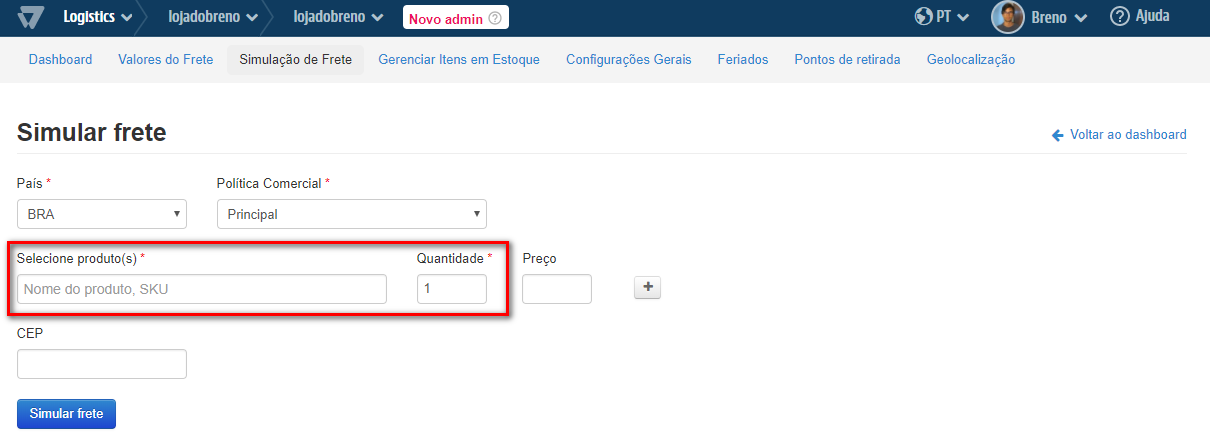 Logistics lojadobreno lojadobreno Novo admin PT Breno Ajuda
Dashboard Valores do Frete Simulação de Frete Gerenciar Itens em Estoque Configurações Gerais Feriados Pontos de retirada Geolocalização
Simular frete Voltar ao dashboard
País * Política Comercial *
BRA Principal
Selecione produto(s) * Quantidade * Preço
Nome do produto, SKU 1 +
CEP
Simular frete